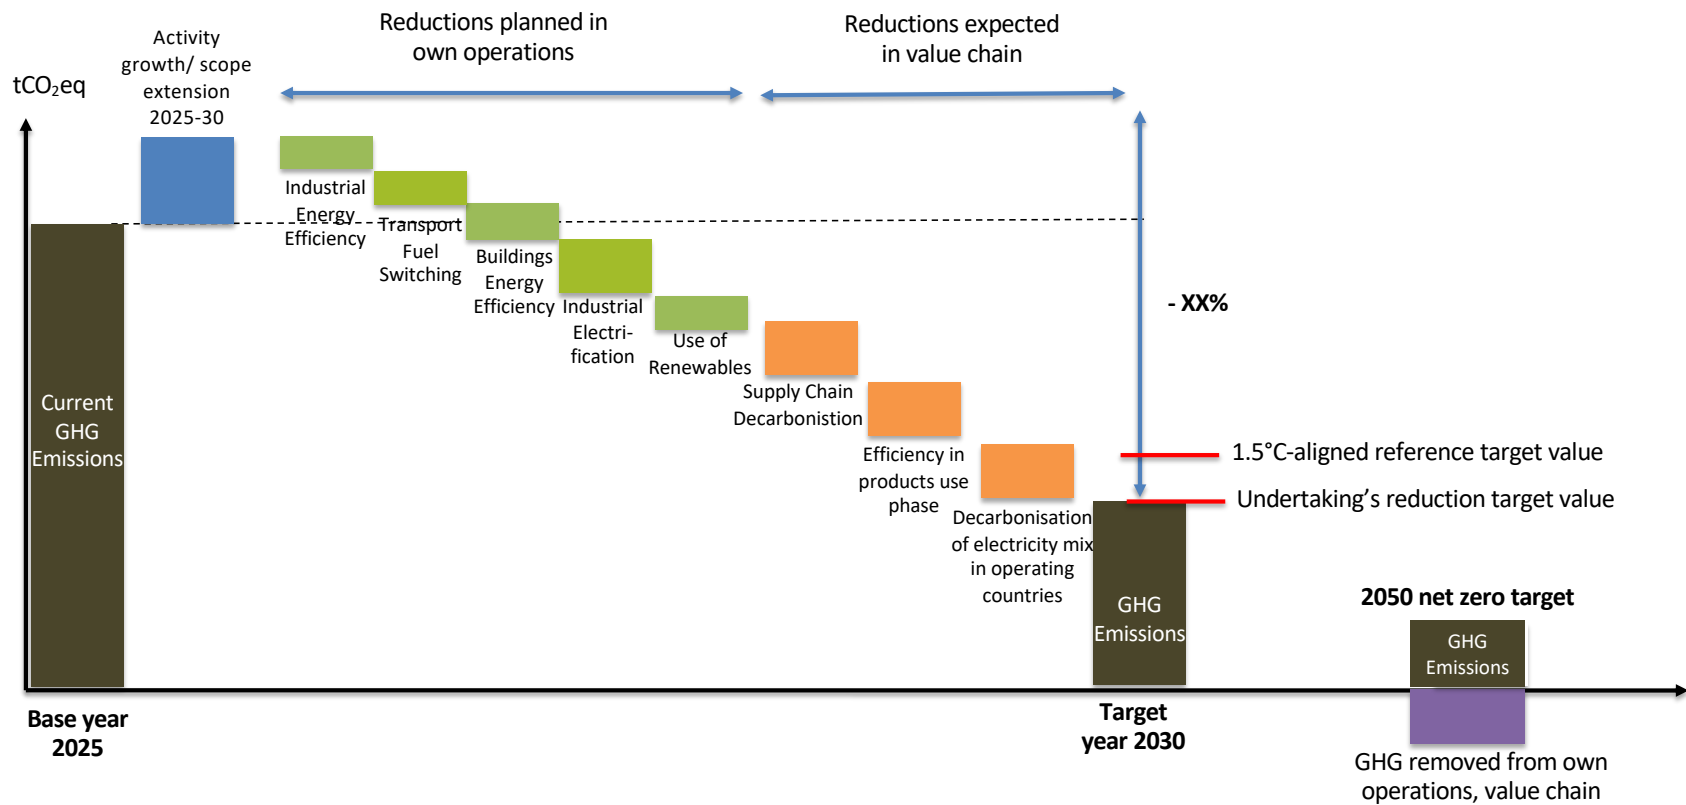 tCO₂eq
Activity
growth/ scope
extension
2025-30
Reductions planned in
own operations
Reductions expected
in value chain
Industrial
Energy
Efficiency
Transport
Fuel
Switching
Buildings
Energy
Efficiency
Industrial
Electri-
fication
Use of
Renewables
Supply Chain
Decarbonistion
Efficiency in
products use
phase
Decarbonisation
of electricity mix
in operating
countries
- XX%
1.5°C-aligned reference target value
Undertaking’s reduction target value
Current
GHG
Emissions
GHG
Emissions
2050 net zero target
GHG
Emissions
Base year
2025
Target
year 2030
GHG removed from own
operations, value chain